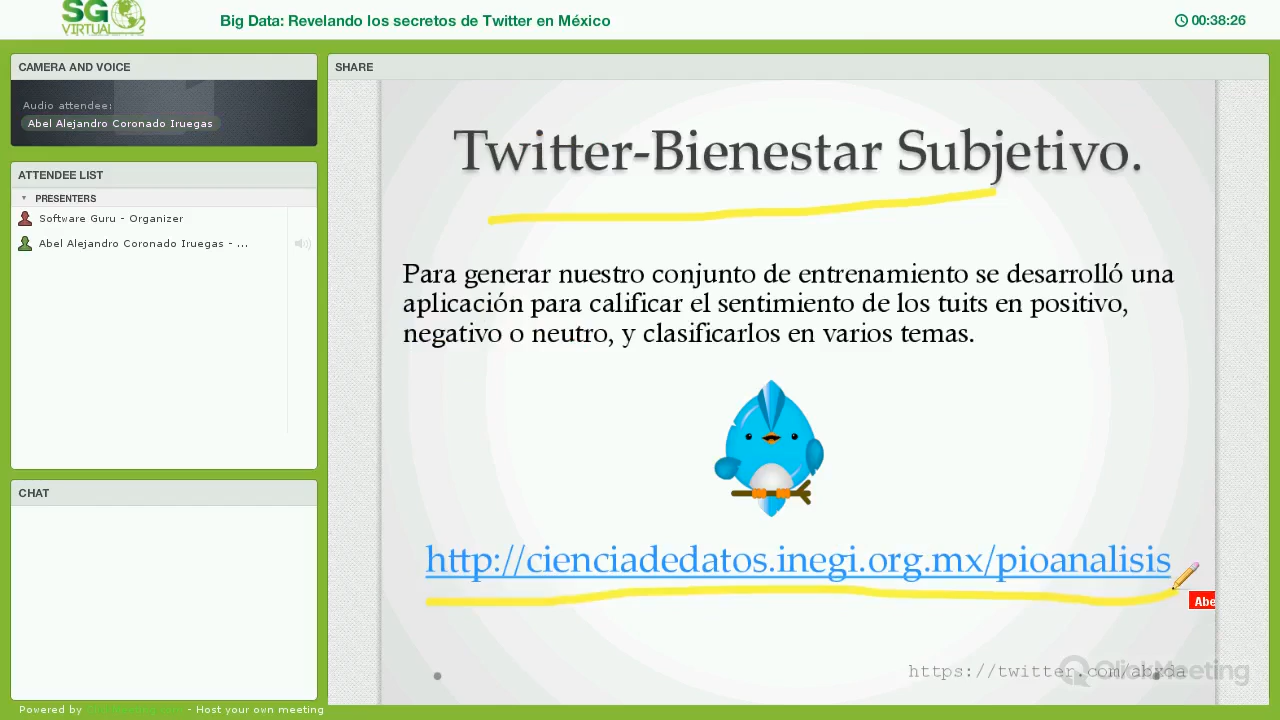 SG
VIRTUAL
Big Data: Revelando los secretos de Twitter en México
00:38:26
CAMERA AND VOICE
Audio attendee:
Abel Alejandro Coronado Iruegas
ATTENDEE LIST
PRESENTERS
Software Guru - Organizer
Abel Alejandro Coronado Iruegas - ...
CHAT
SHARE
Twitter-Bienestar Subjetivo.
Para generar nuestro conjunto de entrenamiento se desarrolló una
aplicación para calificar el sentimiento de los tuits en positivo,
negativo o neutro, y clasificarlos en varios temas.
http://cienciadedatos.inegi.org.mx/pioanalisis
Abe
https://twitter.com/abxda
ClickMeeting
Powered by ClickMeeting.com - Host your own meeting